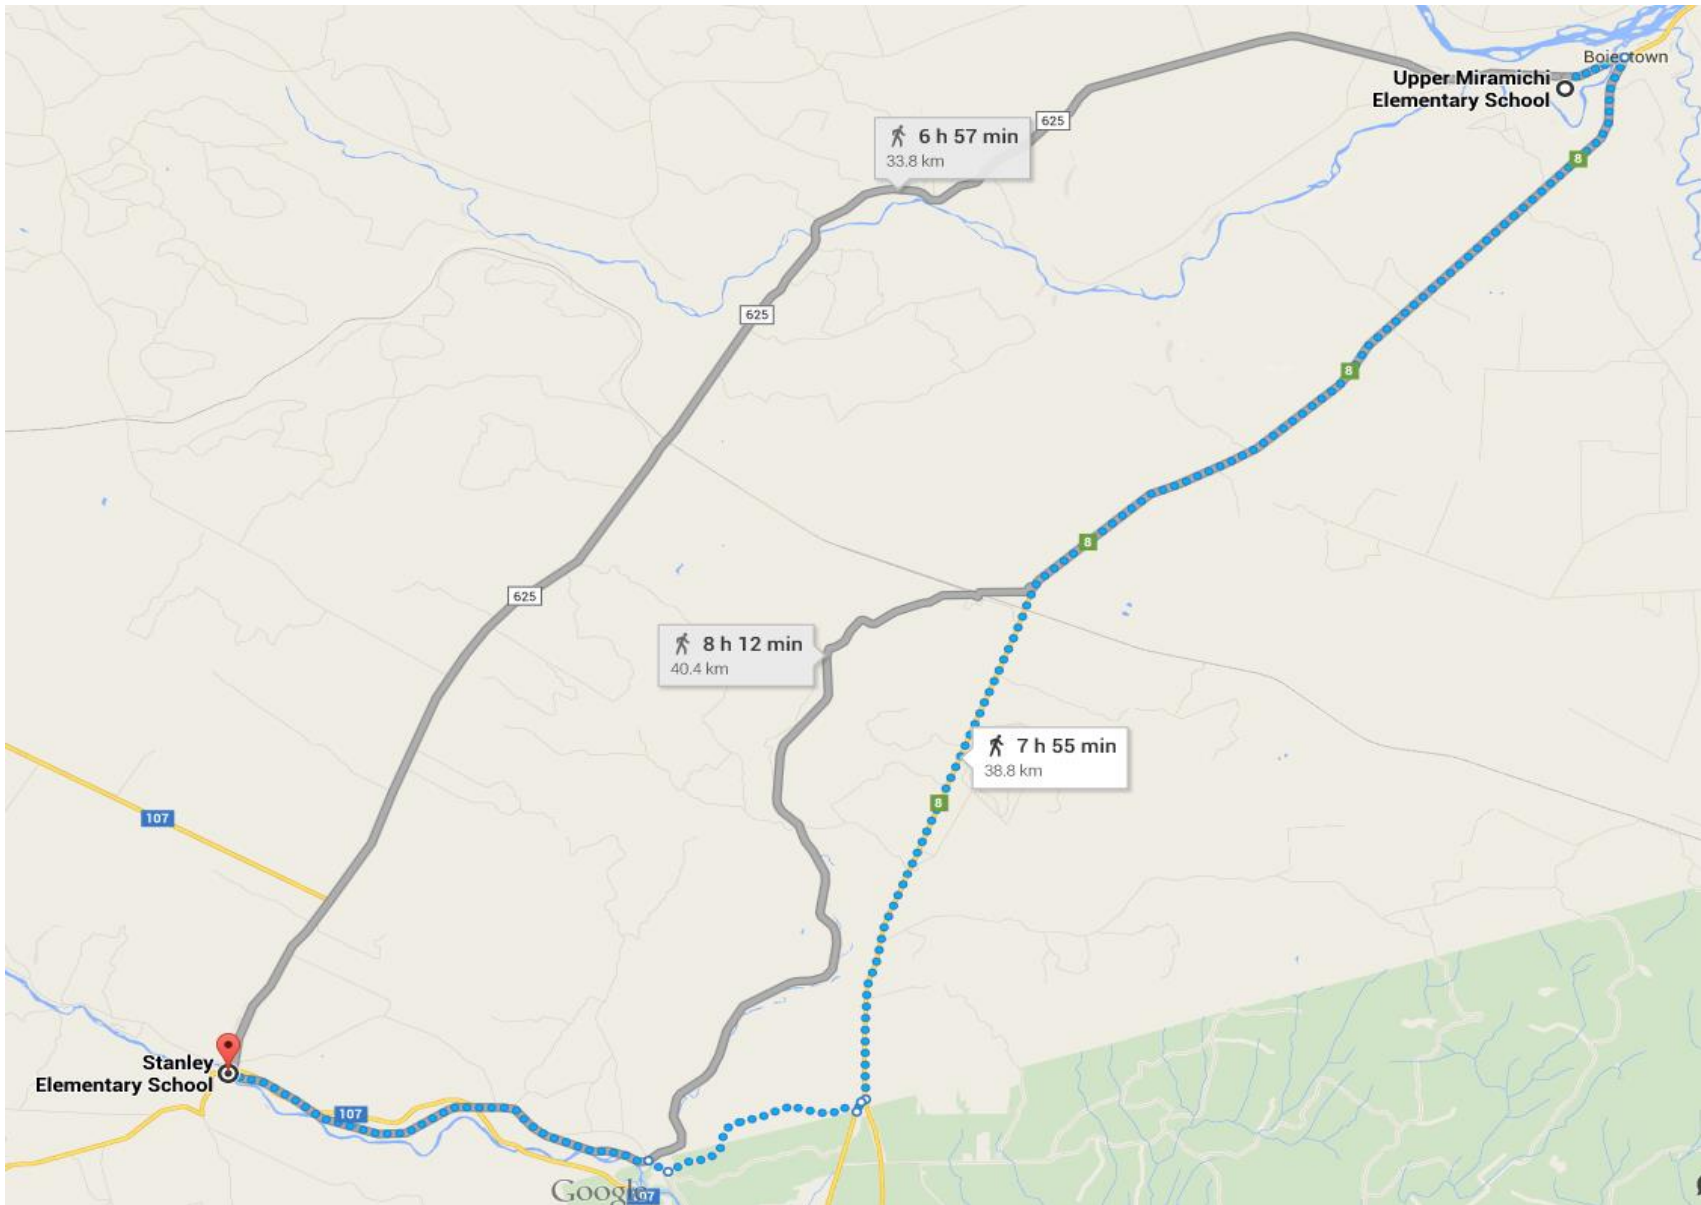 Boiestown
Upper Miramichi
Elementary School
625
6 h 57 min
33.8 km
8
625
8
8
625
8 h 12 min
40.4 km
7 h 55 min
38.8 km
8
107
Stanley
Elementary School
107
Google
107